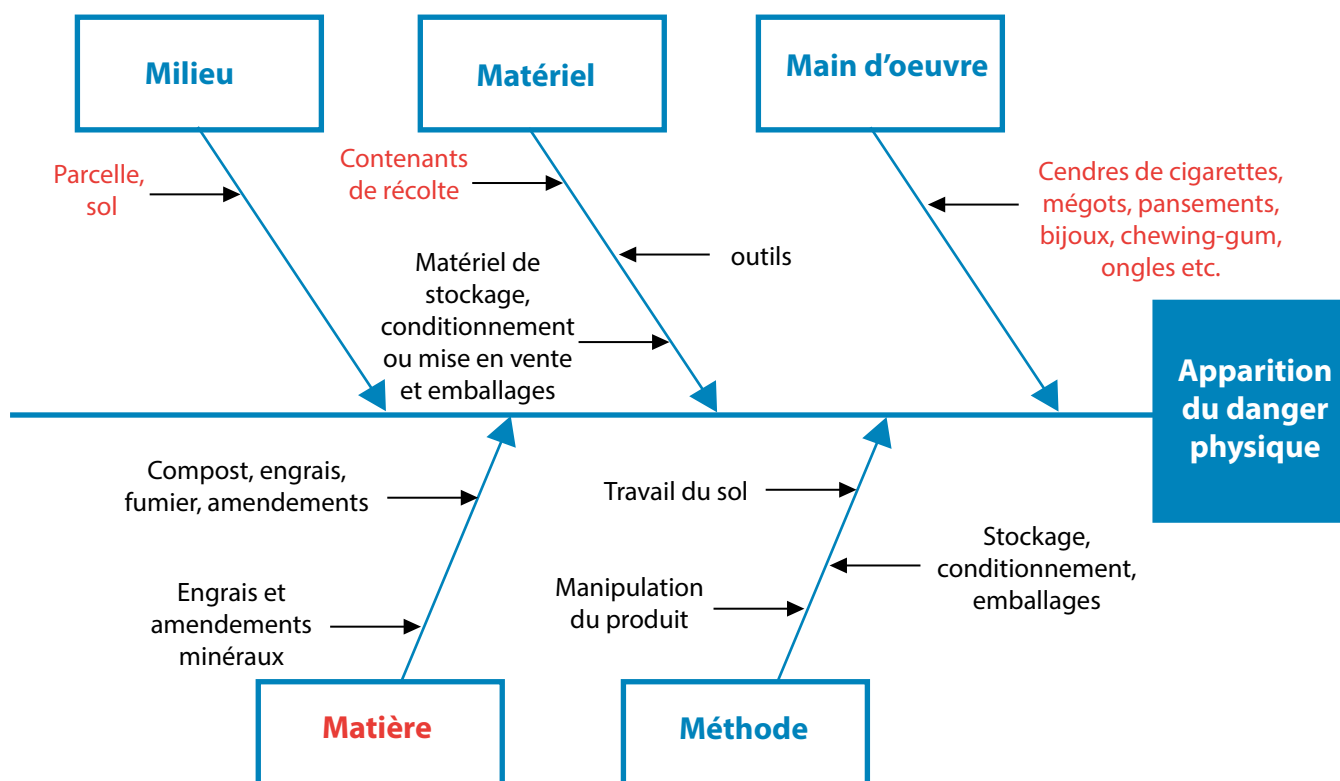 Milieu
Matériel
Main d'oeuvre
Parcelle,
sol
Contenants
de récolte
Cendres de cigarettes,
mégots, pansements,
bijoux, chewing-gum,
ongles etc.
outils
Matériel de
stockage,
conditionnement
ou mise en vente
et emballages
Apparition
du danger
physique
Compost, engrais,
fumier, amendements
Travail du sol
Stockage,
conditionnement,
emballages
Engrais et
amendements
minéraux
Manipulation
du produit
Matière
Méthode